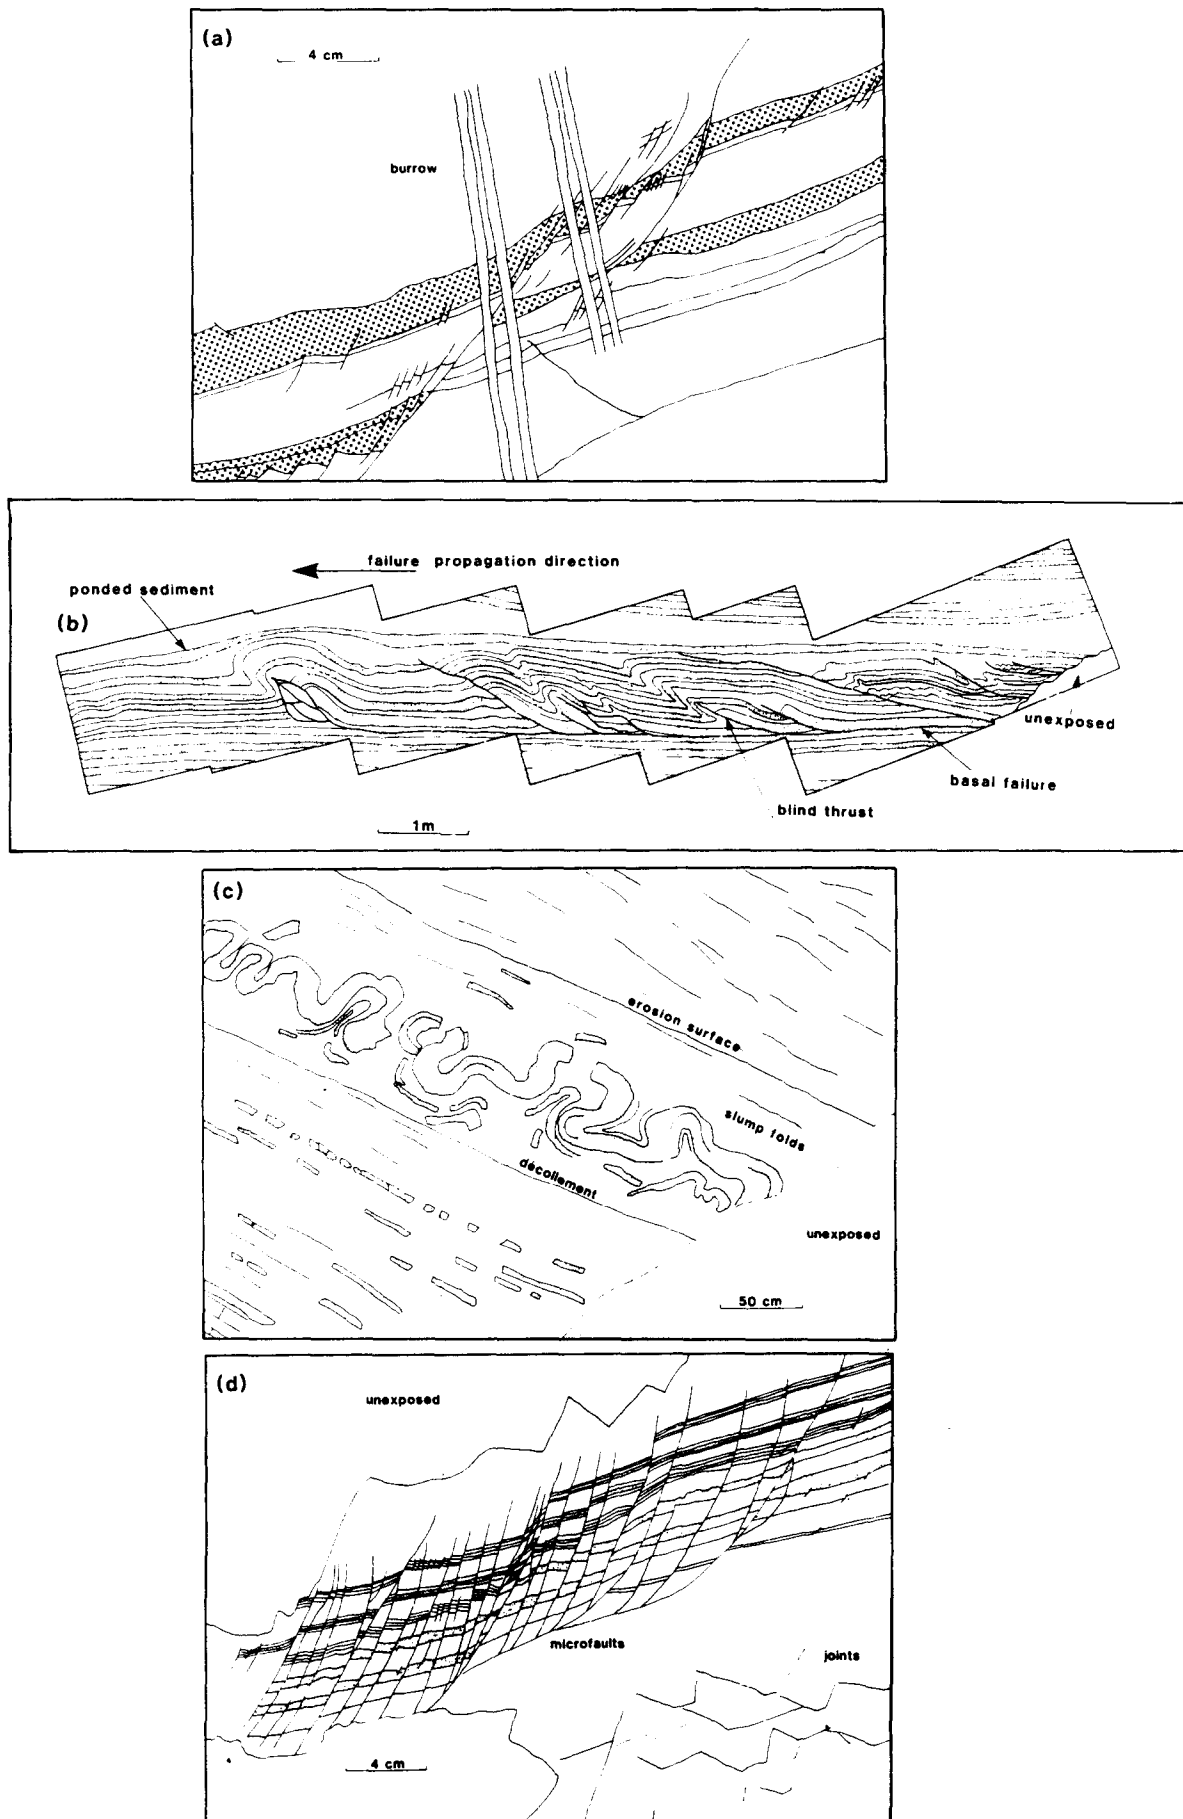 (a)
4 cm
burrow
failure propagation direction
ponded sediment
(b)
unexposed
basal failure
blind thrust
1m
(c)
erosion surface
slump folds
décollement
unexposed
50 cm
(d)
unexposed
microfaults
joints
4 cm